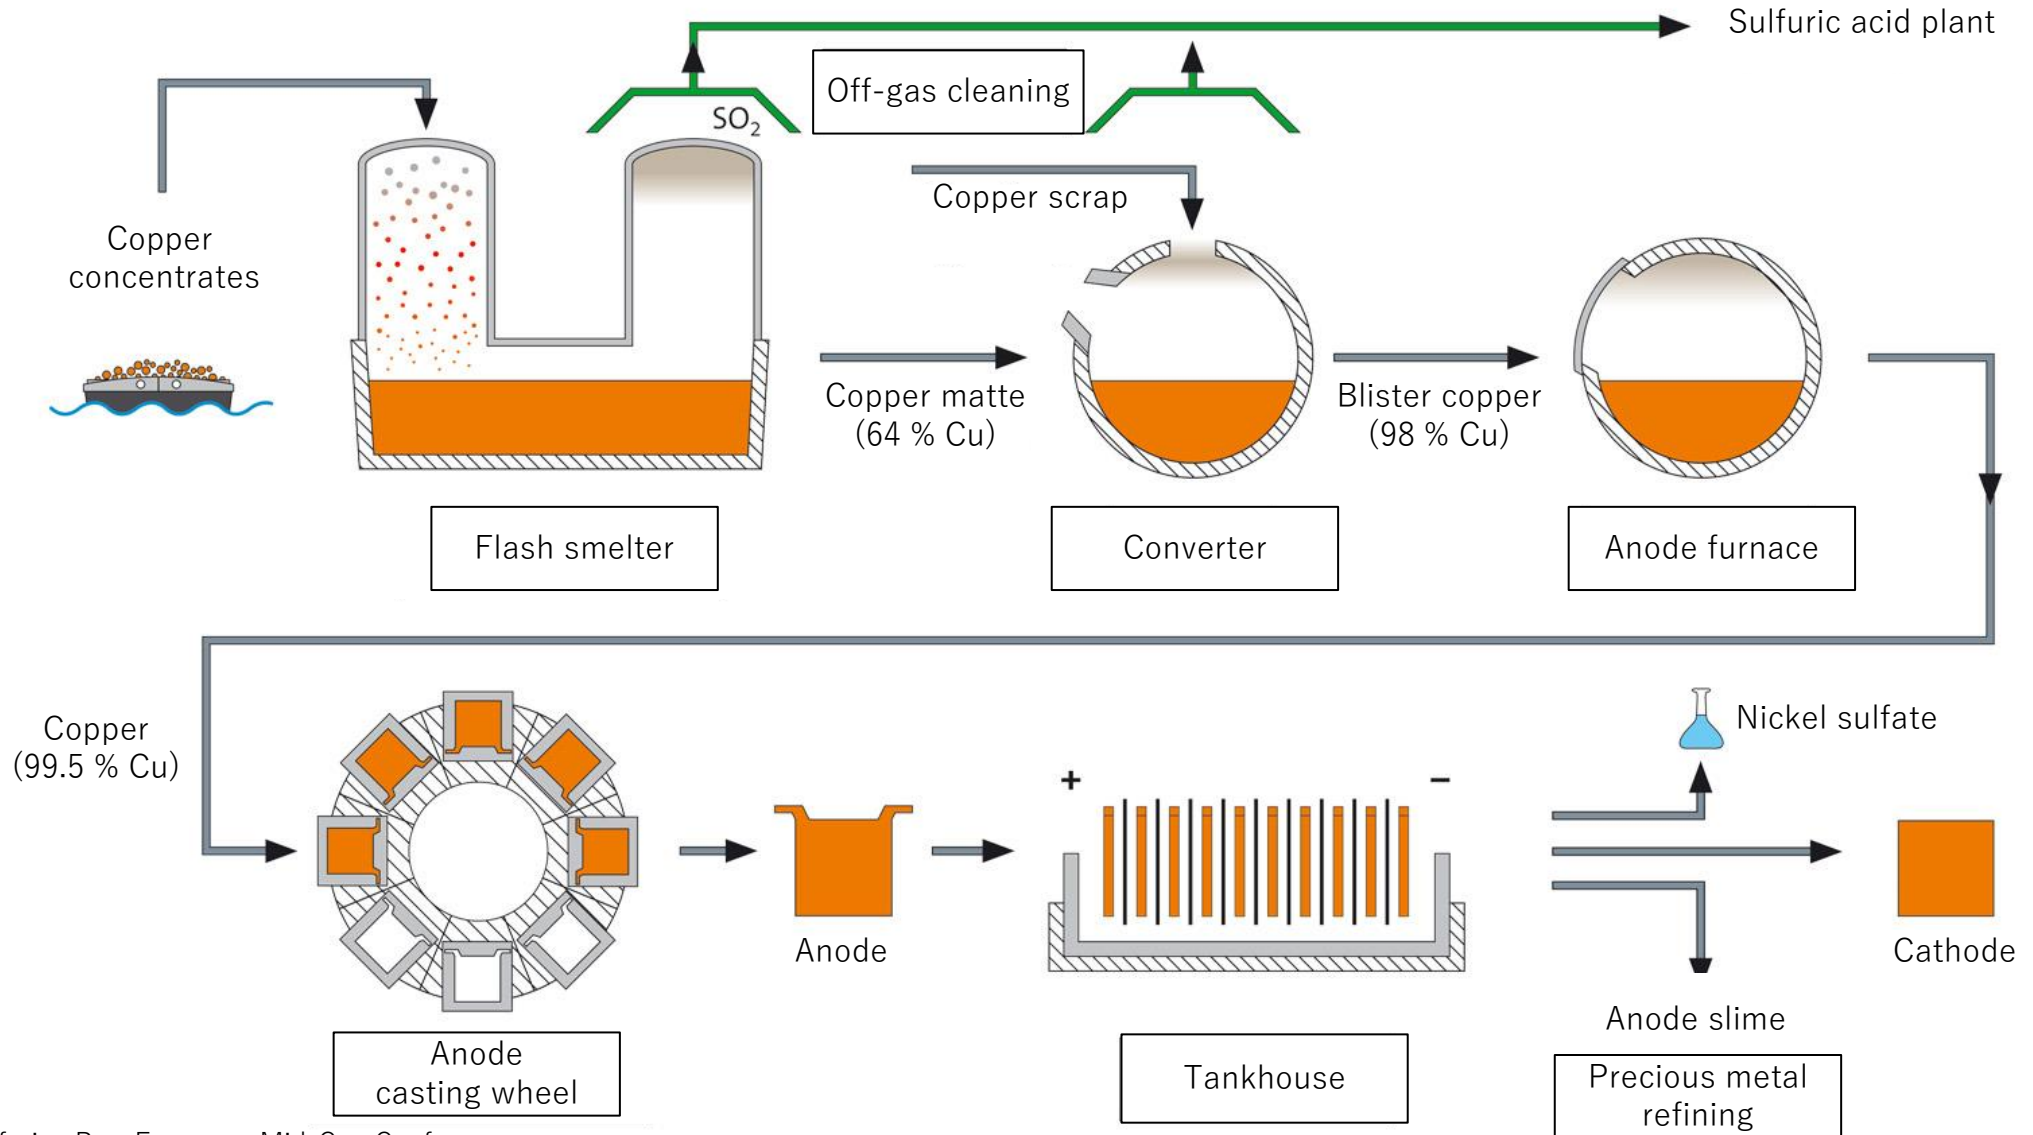 Sulfuric acid plant
Off-gas cleaning
SO₂
Copper scrap
Copper
concentrates
Copper matte
(64 % Cu)
Blister copper
(98 % Cu)
Flash smelter
Converter
Anode furnace
Copper
(99.5 % Cu)
Nickel sulfate
+
−
Anode
Cathode
Anode slime
Anode
casting wheel
Tankhouse
Precious metal
refining